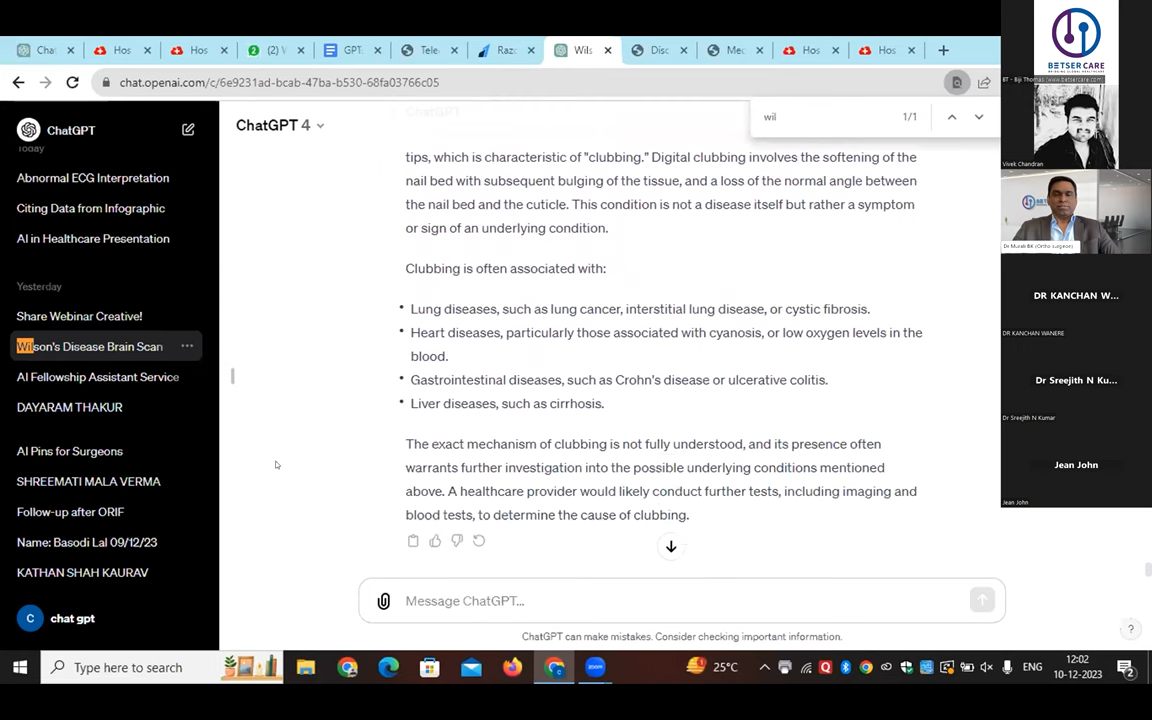 Chat
Hos
Hos
(2) V
GPT
Tele
Razo
Wils
Disc
Mec
Hos
Hos
chat.openai.com/c/6e9231ad-bcab-47ba-b530-68fa03766c05
wil
1/1
ChatGPT
Today
Abnormal ECG Interpretation
Citing Data from Infographic
AI in Healthcare Presentation
Yesterday
Share Webinar Creative!
Wilson's Disease Brain Scan
AI Fellowship Assistant Service
DAYARAM THAKUR
AI Pins for Surgeons
SHREEMATI MALA VERMA
Follow-up after ORIF
Name: Basodi Lal 09/12/23
KATHAN SHAH KAURAV
C chat gpt
ChatGPT
ChatGPT 4
tips, which is characteristic of "clubbing." Digital clubbing involves the softening of the
nail bed with subsequent bulging of the tissue, and a loss of the normal angle between
the nail bed and the cuticle. This condition is not a disease itself but rather a symptom
or sign of an underlying condition.
Clubbing is often associated with:
• Lung diseases, such as lung cancer, interstitial lung disease, or cystic fibrosis.
• Heart diseases, particularly those associated with cyanosis, or low oxygen levels in the
blood.
• Gastrointestinal diseases, such as Crohn's disease or ulcerative colitis.
• Liver diseases, such as cirrhosis.
The exact mechanism of clubbing is not fully understood, and its presence often
warrants further investigation into the possible underlying conditions mentioned
above. A healthcare provider would likely conduct further tests, including imaging and
blood tests, to determine the cause of clubbing.
Message ChatGPT...
ChatGPT can make mistakes. Consider checking important information.
?
BETSER CARE
BT - Biji Thomas (www.betsercare.com)
Vivek Chandran
BETSER
DR KANCHAN W...
DR KANCHAN WANERE
Dr Sreejith N Ku...
Dr Sreejith N Kumar
Jean John
Jean John
Type here to search
25°C
ENG
12:02
10-12-2023
2